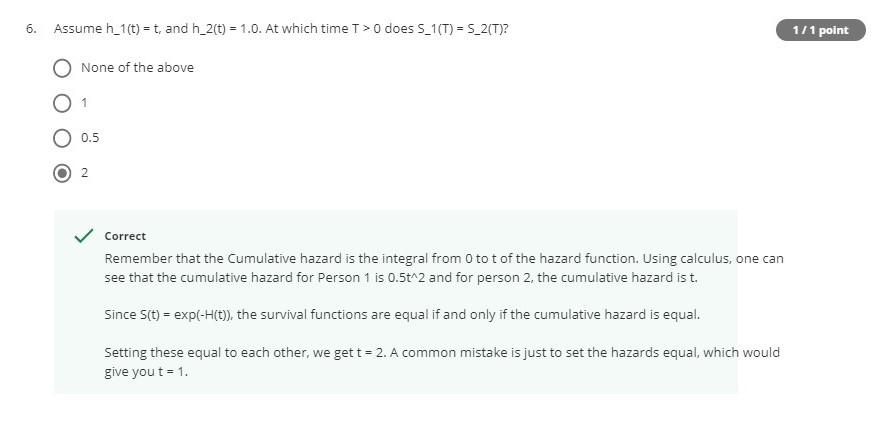 6. Assume h_1(t) = t, and h_2(t) = 1.0. At which time T > 0 does S_1(T) = S_2(T)?
1 / 1 point
None of the above
1
0.5
2
Correct
Remember that the Cumulative hazard is the integral from 0 to t of the hazard function. Using calculus, one can
see that the cumulative hazard for Person 1 is 0.5t^2 and for person 2, the cumulative hazard is t.
Since S(t) = exp(-H(t)), the survival functions are equal if and only if the cumulative hazard is equal.
Setting these equal to each other, we get t = 2. A common mistake is just to set the hazards equal, which would
give you t = 1.